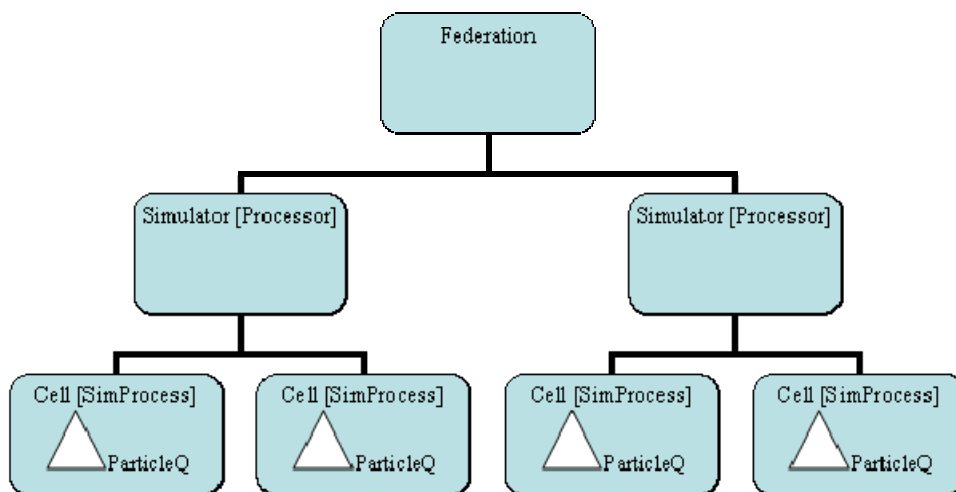 Federation
Simulator [Processor]
Simulator [Processor]
Cell [SimProcess]
ParticleQ
Cell [SimProcess]
ParticleQ
Cell [SimProcess]
ParticleQ
Cell [SimProcess]
ParticleQ